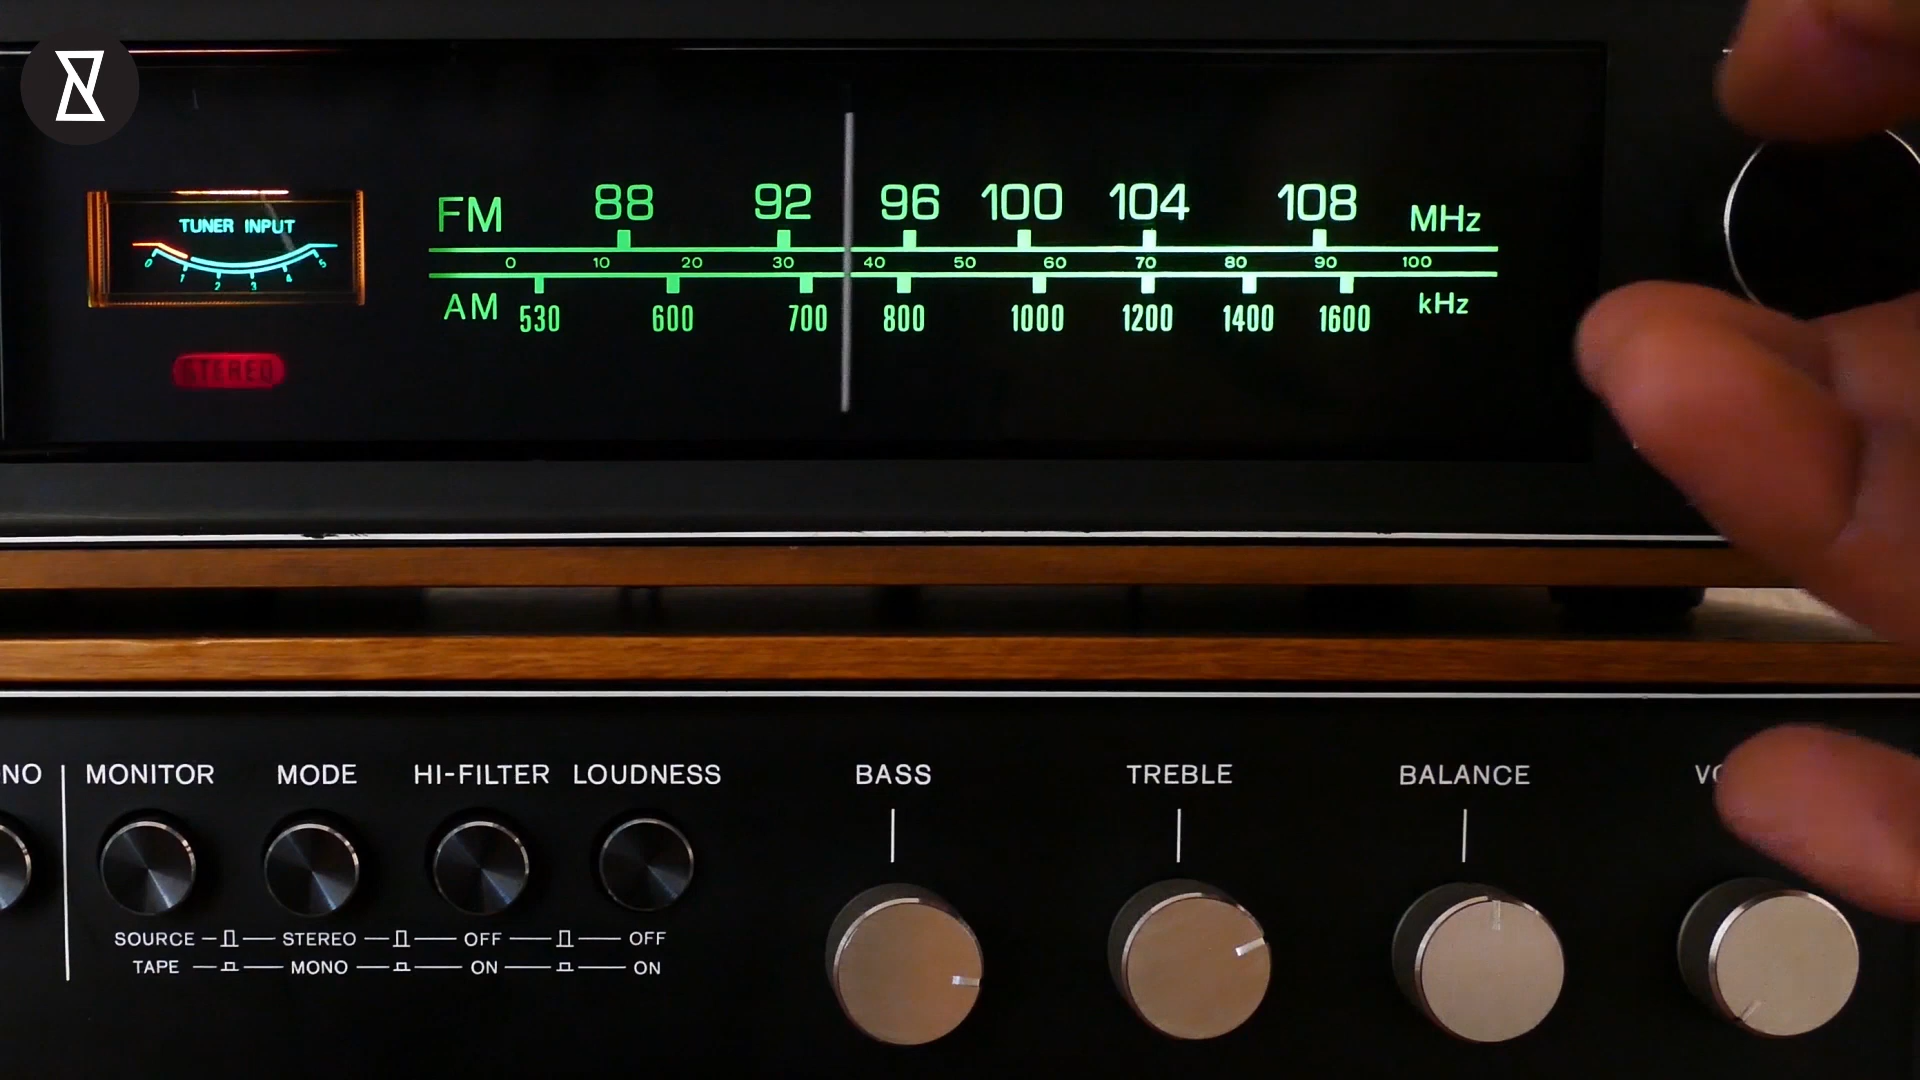 TUNER INPUT
0 1 2 3 4 5
STEREO
FM 88 92 96 100 104 108 MHz
0 10 20 30 40 50 60 70 80 90 100
AM 530 600 700 800 1000 1200 1400 1600 kHz
NO MONITOR MODE HI-FILTER LOUDNESS BASS TREBLE BALANCE VO
SOURCE STEREO OFF OFF
TAPE MONO ON ON